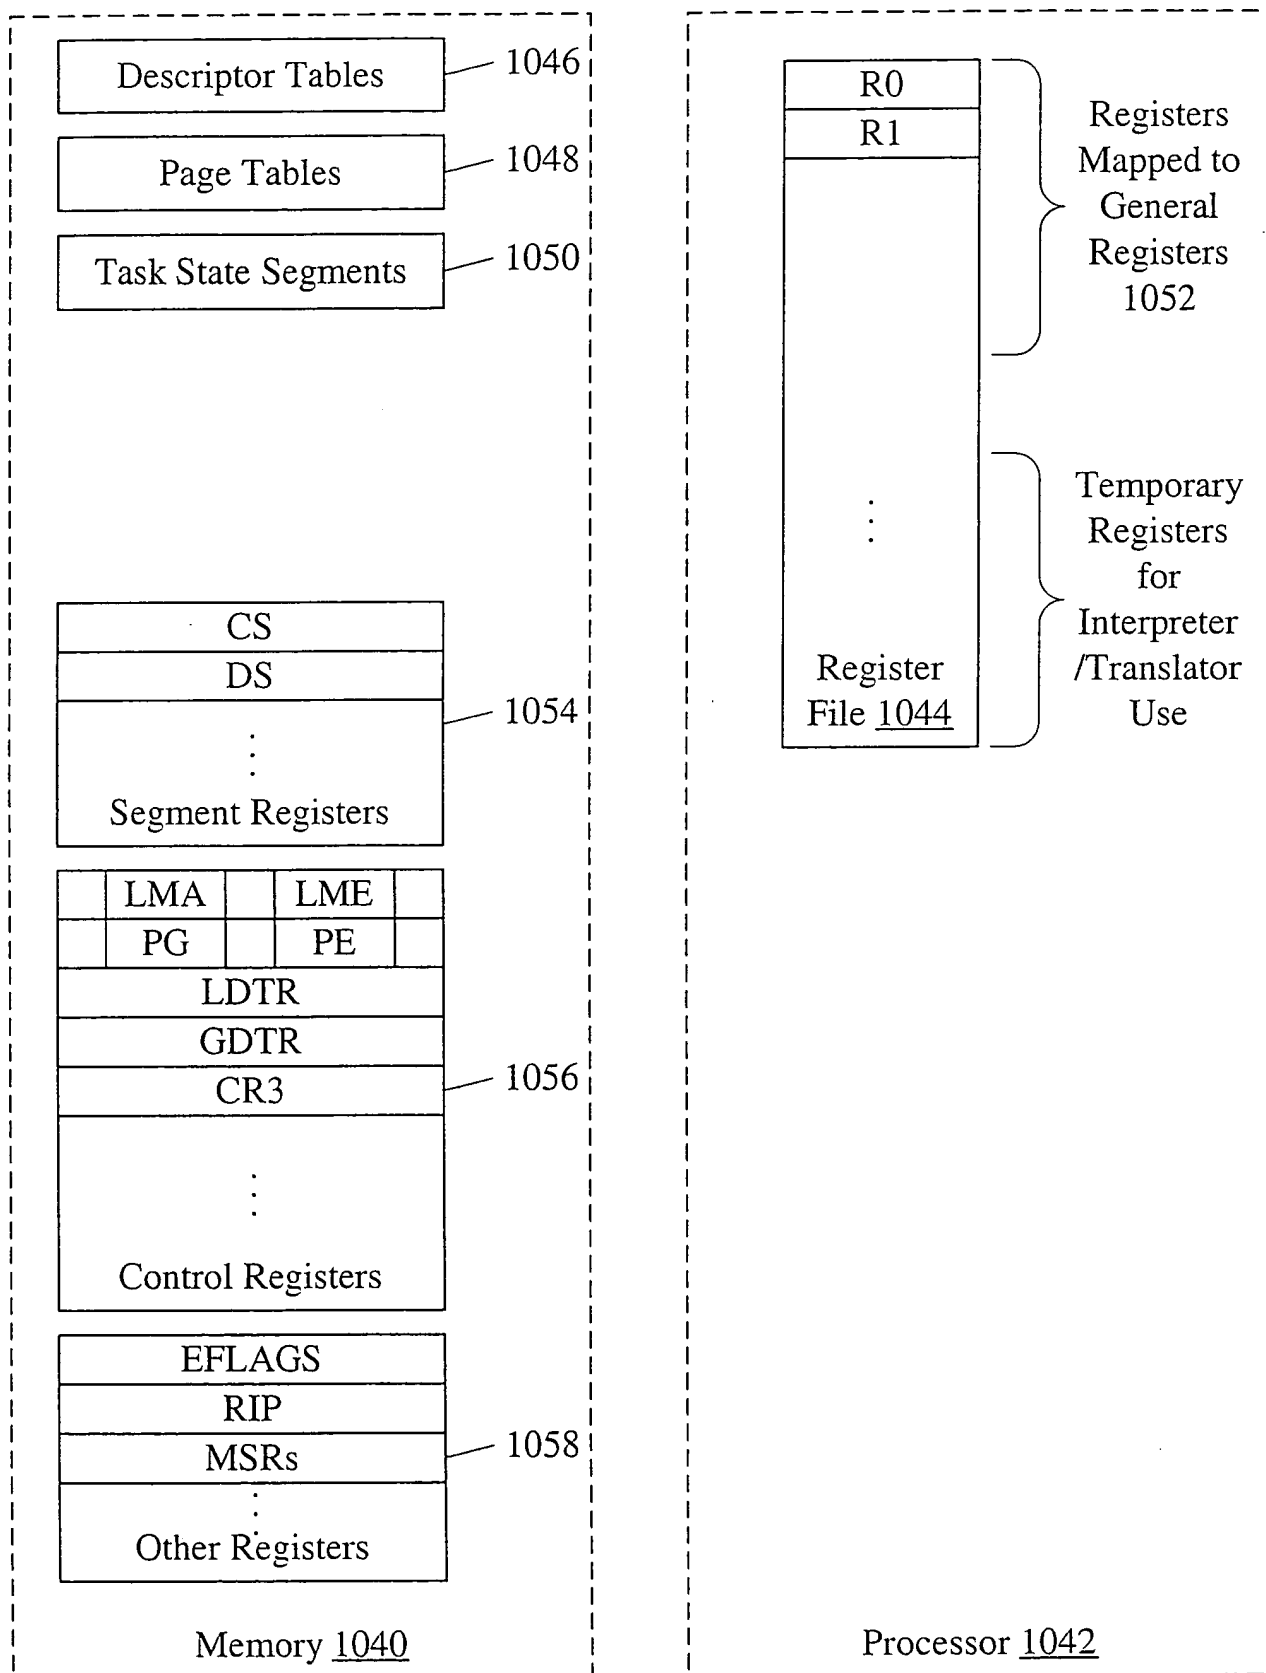 Descriptor Tables 1046
Page Tables 1048
Task State Segments 1050
CS
DS
1054
Segment Registers
LMA LME
PG PE
LDTR
GDTR
CR3 1056
Control Registers
EFLAGS
RIP
MSRs 1058
Other Registers
Memory 1040
R0
R1
Registers
Mapped to
General
Registers
1052
Temporary
Registers
for
Interpreter
/Translator
Use
Register
File 1044
Processor 1042